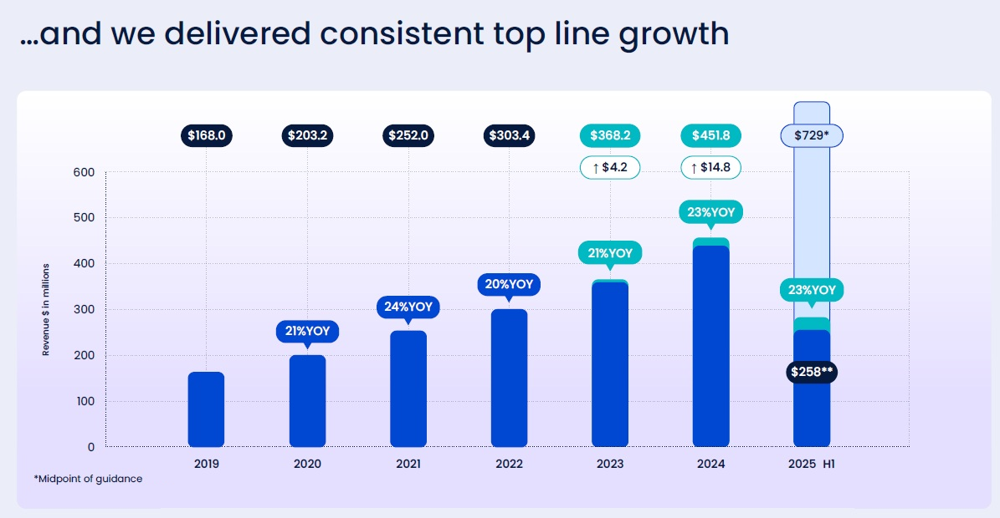 ...and we delivered consistent top line growth
$168.0 $203.2 $252.0 $303.4 $368.2 $451.8 $729*
↑ $4.2 ↑ $14.8
600
500
400
300
200
100
0
Revenue $ in millions
21%YOY
24%YOY
20%YOY
21%YOY
23%YOY
23%YOY
$258**
2019 2020 2021 2022 2023 2024 2025 H1
*Midpoint of guidance